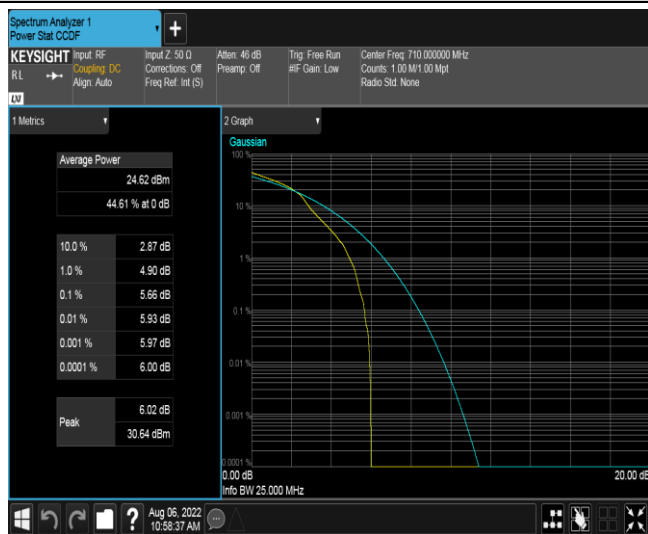 Spectrum Analyzer 1
Power Stat CCDF
+
KEYSIGHT
RL
LXI
Input: RF
Coupling: DC
Align: Auto
Input Z: 50 Ω
Corrections: Off
Freq Ref: Int (S)
Atten: 46 dB
Preamp: Off
Trig: Free Run
#IF Gain: Low
Center Freq: 710.000000 MHz
Counts: 1.00 M/1.00 Mpt
Radio Std: None
1 Metrics
Average Power
24.62 dBm
44.61 % at 0 dB
10.0 % 2.87 dB
1.0 % 4.90 dB
0.1 % 5.66 dB
0.01 % 5.93 dB
0.001 % 5.97 dB
0.0001 % 6.00 dB
Peak
6.02 dB
30.64 dBm
2 Graph
Gaussian
100 %
10 %
1 %
0.1 %
0.01 %
0.001 %
0.0001 %
0.00 dB 20.00 dB
Info BW 25.000 MHz
?
Aug 06, 2022
10:58:37 AM